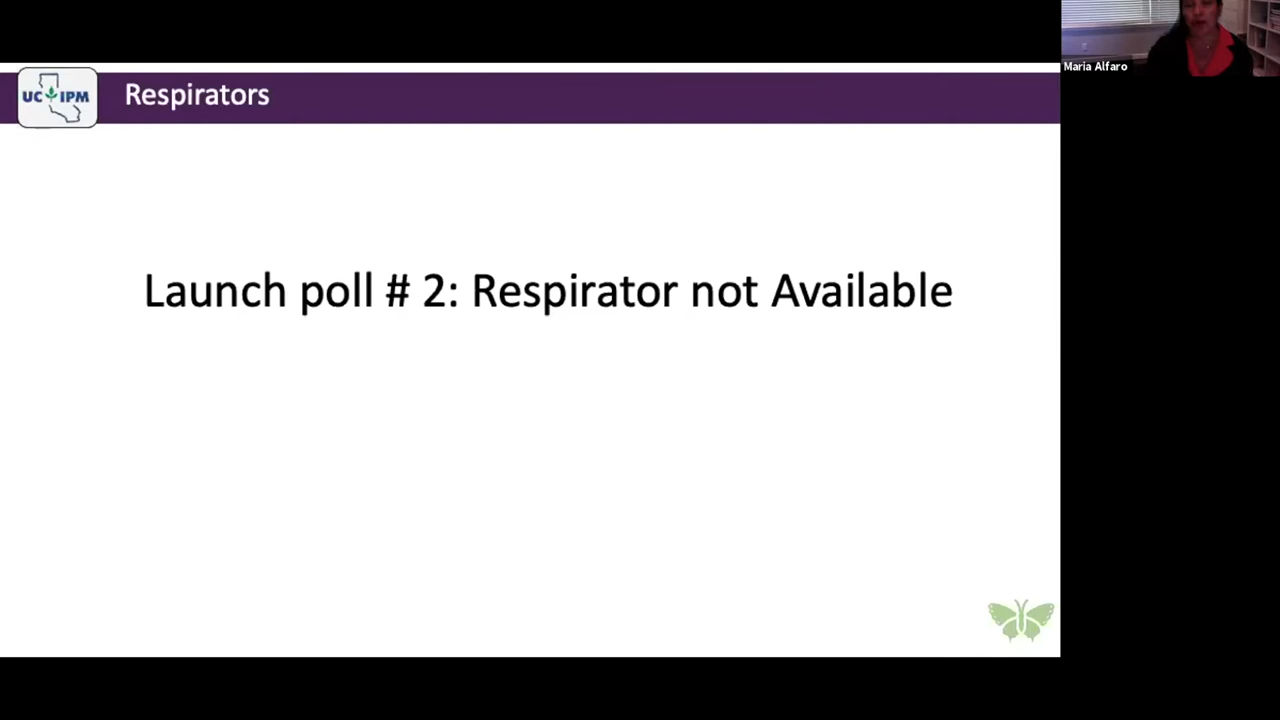 Maria Alfaro
UC IPM
Respirators
Launch poll # 2: Respirator not Available